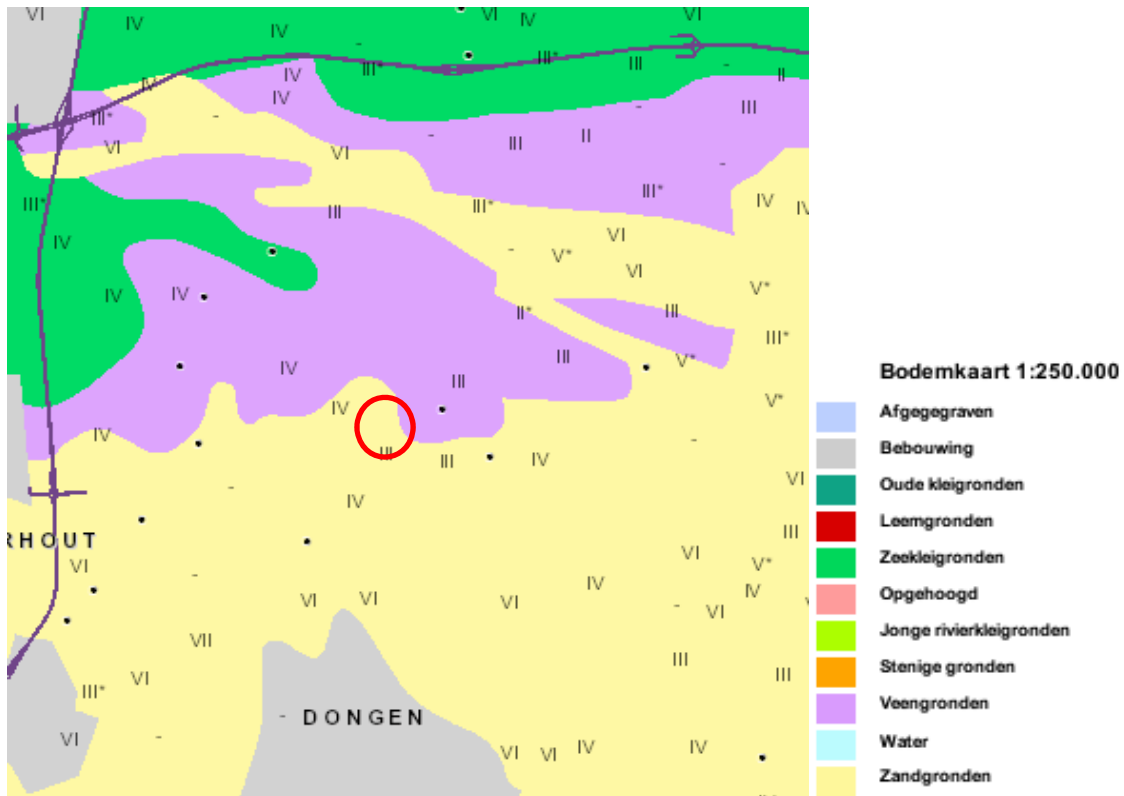 VI IV VI IV
IV
III* III* III
IV IV - II
IV III
III* - - III II
VI VI
III* -
III* III III* IV IV
IV VI
- V* VI
IV IV V*
II* III
III*
IV III V*
III V*
IV
IV -
III III IV
VI
- IV
III
RHOUT VI
VI - IV V*
IV
VI VI VI - VI
VII
III
VI III
III*
- DONGEN
VI - VI VI IV IV
Bodemkaart 1:250.000
Afgegegraven
Bebouwing
Oude kleigronden
Leemgronden
Zeekleigronden
Opgehoogd
Jonge rivierkleigronden
Stenige gronden
Veengronden
Water
Zandgronden